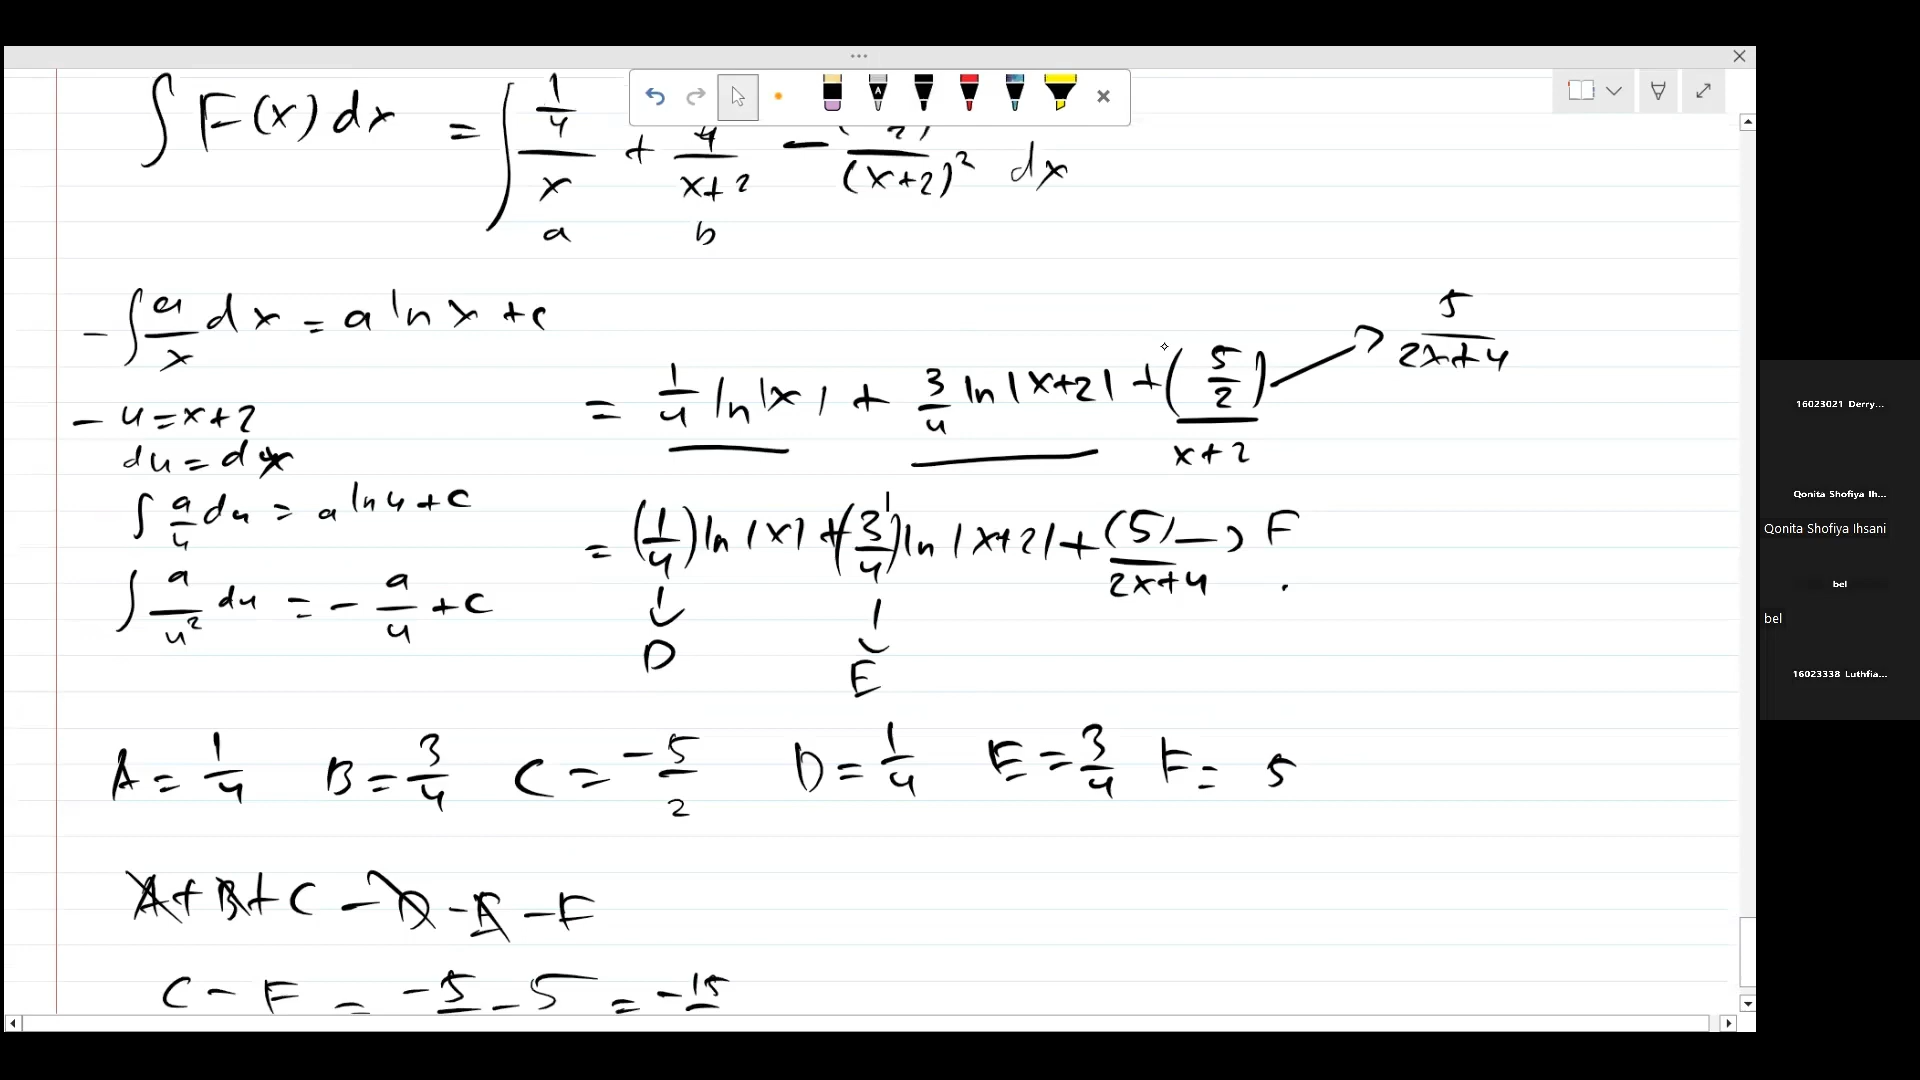 ∫ F(x) dx = ∫ (1/4)/x + 4/(x+2) − 2)/(x+2)² dx
a b
− ∫ a/x dx = a ln x + c
5/(2x+4)
= 1/4 ln |x| + 3/4 ln |x+2| + (5/2)/(x+2) →
− u = x+2
du = dx
∫ a/u du = a ln u + c
= (1/4) ln |x| + (3/4) ln |x+2| + (5)/(2x+4) → F
∫ a/u² du = − a/u + c
D
E
A = 1/4 B = 3/4 C = −5/2 D = 1/4 E = 3/4 F = 5
A + B + C − D − E − F
C − F = −5 − 5 = −15
16023021 Derry...
Qonita Shofiya Ih...
Qonita Shofiya Ihsani
bel
bel
16023338 Luthfia...